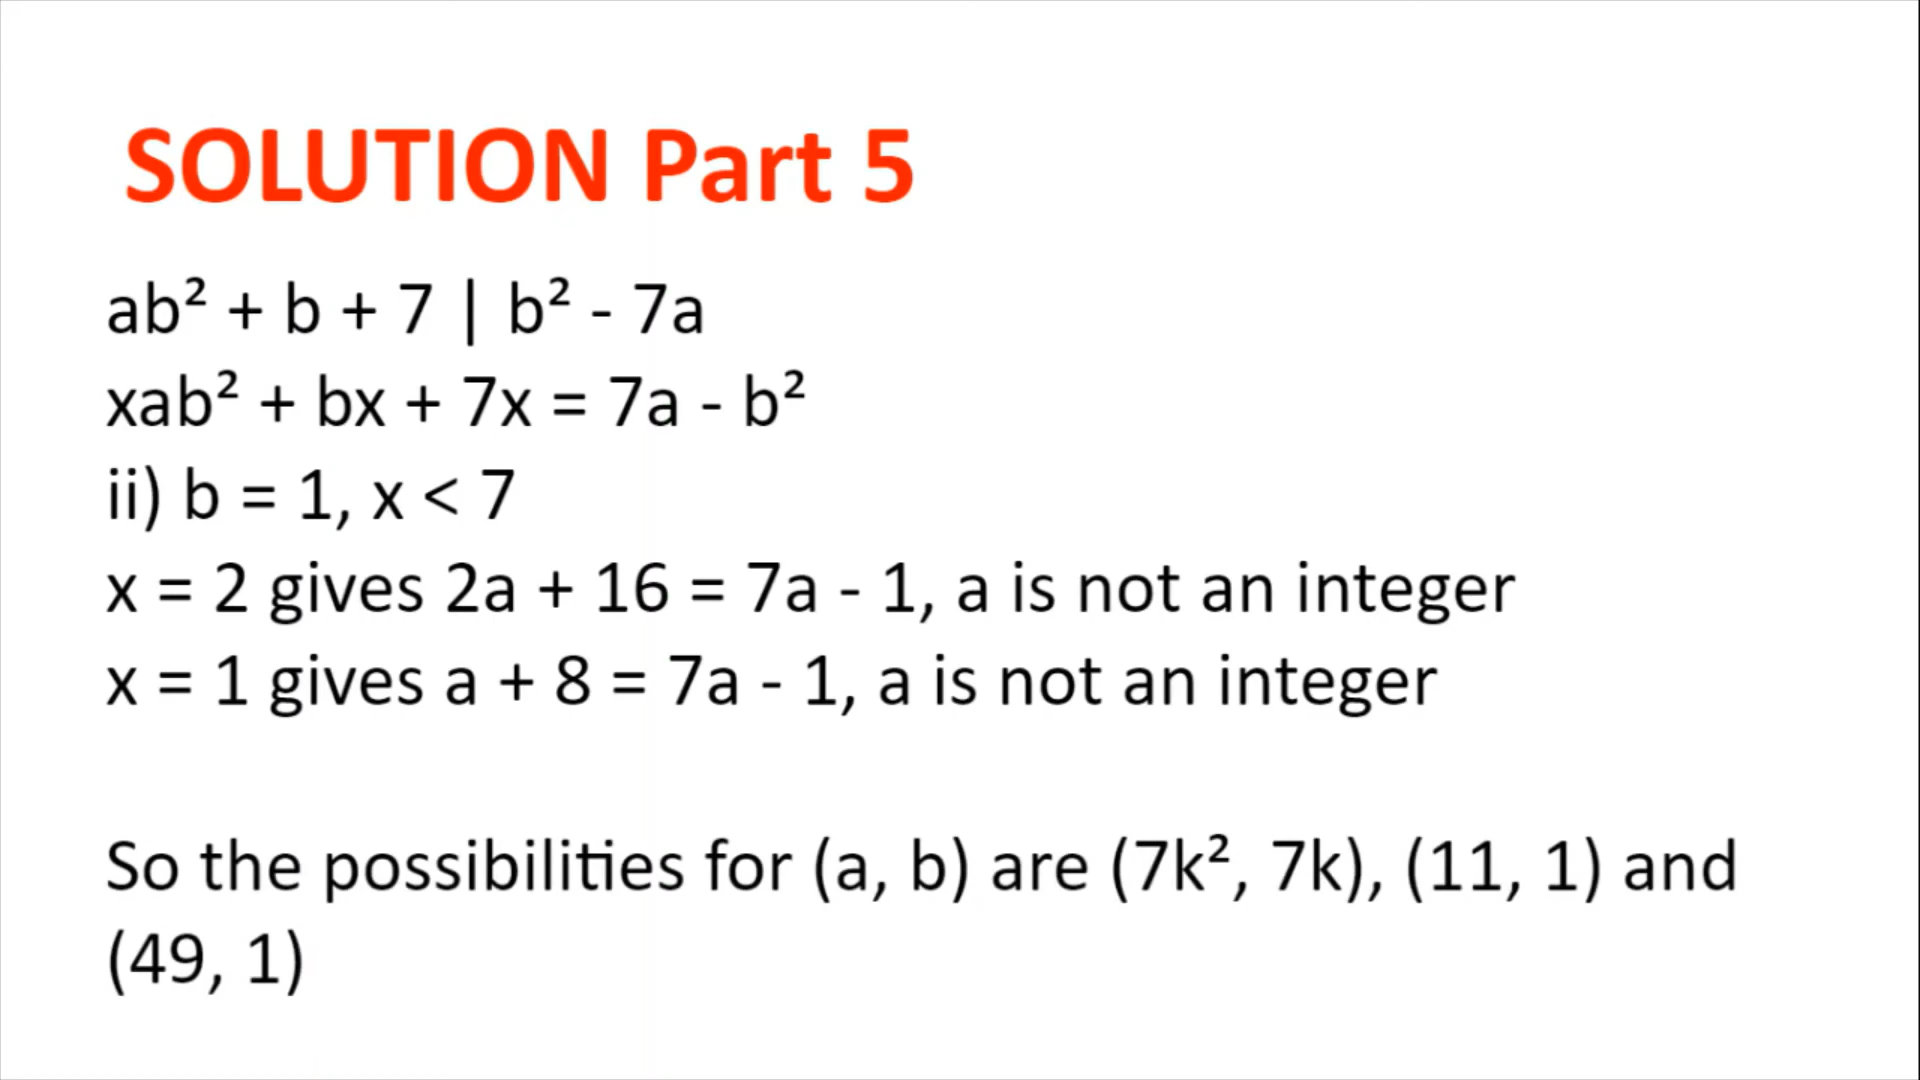 SOLUTION Part 5
ab² + b + 7 | b² - 7a
xab² + bx + 7x = 7a - b²
ii) b = 1, x < 7
x = 2 gives 2a + 16 = 7a - 1, a is not an integer
x = 1 gives a + 8 = 7a - 1, a is not an integer
So the possibilities for (a, b) are (7k², 7k), (11, 1) and
(49, 1)